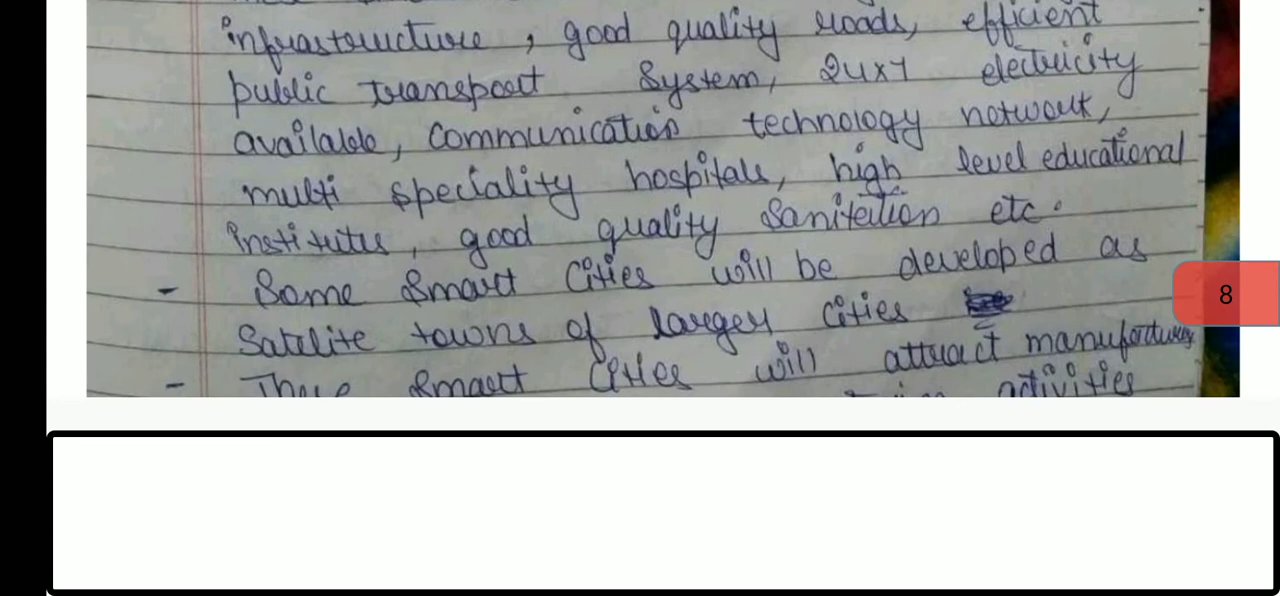 infrastructure, good quality roads, efficient
public transport system, 24x7 electricity
available, communication technology network,
multi speciality hospitals, high level educational
institutes, good quality sanitation etc.
- Some Smart Cities will be developed as
Satelite towns of larger cities
- These Smart Cities will attract manufacturing
activities
8